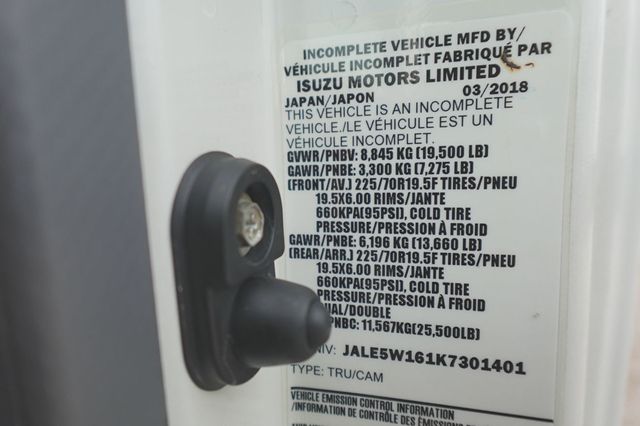 INCOMPLETE VEHICLE MFD BY/
VÉHICULE INCOMPLET FABRIQUÉ PAR
ISUZU MOTORS LIMITED
JAPAN/JAPON 03/2018
THIS VEHICLE IS AN INCOMPLETE
VEHICLE./LE VÉHICULE EST UN
VÉHICULE INCOMPLET.
GVWR/PNBV: 8,845 KG (19,500 LB)
GAWR/PNBE: 3,300 KG (7,275 LB)
(FRONT/AV.) 225/70R19.5F TIRES/PNEU
19.5X6.00 RIMS/JANTE
660KPA(95PSI), COLD TIRE
PRESSURE/PRESSION À FROID
GAWR/PNBE: 6,196 KG (13,660 LB)
(REAR/ARR.) 225/70R19.5F TIRES/PNEU
19.5X6.00 RIMS/JANTE
660KPA(95PSI), COLD TIRE
PRESSURE/PRESSION À FROID
UAL/DOUBLE
PNBC: 11,567KG(25,500LB)
NIV: JALE5W161K7301401
TYPE: TRU/CAM
VEHICLE EMISSION CONTROL INFORMATION
/INFORMATION DE CONTRÔLE DES ÉMISSIONS